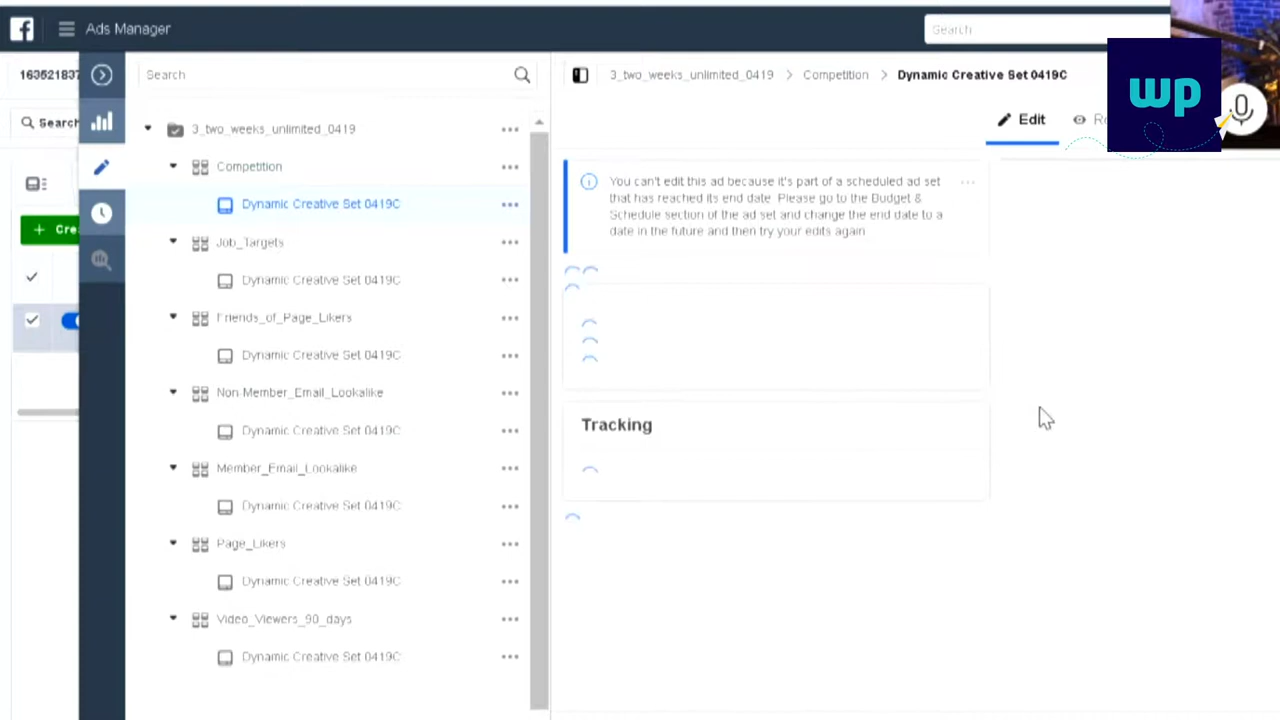 Ads Manager
Search
Search
3_two_weeks_unlimited_0419
Competition
Dynamic Creative Set 0419C
Edit
wp
Search
3_two_weeks_unlimited_0419
Competition
Dynamic Creative Set 0419C
Job_Targets
Dynamic Creative Set 0419C
Friends_of_Page_Likers
Dynamic Creative Set 0419C
Non-Member_Email_Lookalike
Dynamic Creative Set 0419C
Member_Email_Lookalike
Dynamic Creative Set 0419C
Page_Likers
Dynamic Creative Set 0419C
Video_Viewers_90_days
Dynamic Creative Set 0419C
You can't edit this ad because it's part of a scheduled ad set
that has reached its end date. Please go to the Budget &
Schedule section of the ad set and change the end date to a
date in the future and then try your edits again
Tracking